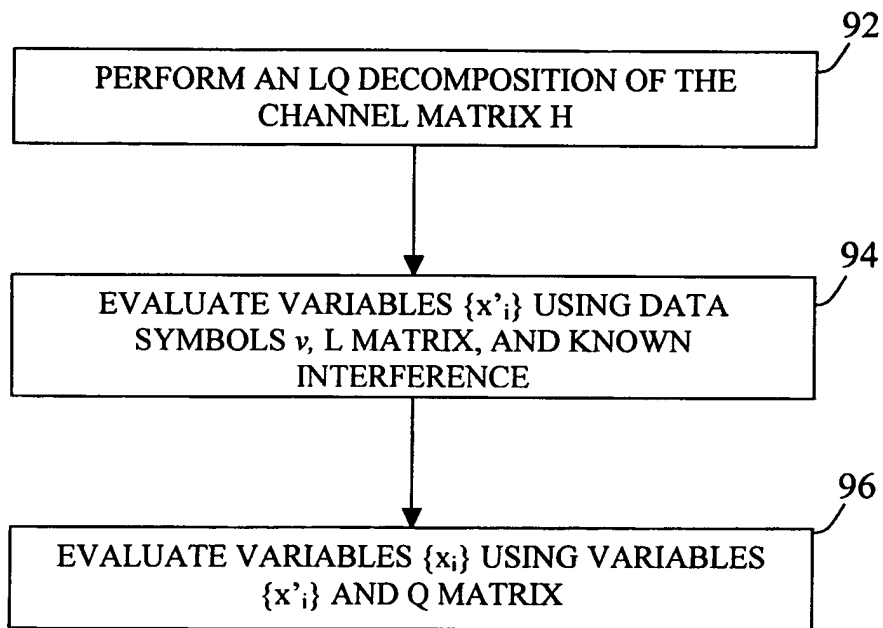 92
PERFORM AN LQ DECOMPOSITION OF THE
CHANNEL MATRIX H
94
EVALUATE VARIABLES {x'ᵢ} USING DATA
SYMBOLS v, L MATRIX, AND KNOWN
INTERFERENCE
96
EVALUATE VARIABLES {xᵢ} USING VARIABLES
{x'ᵢ} AND Q MATRIX